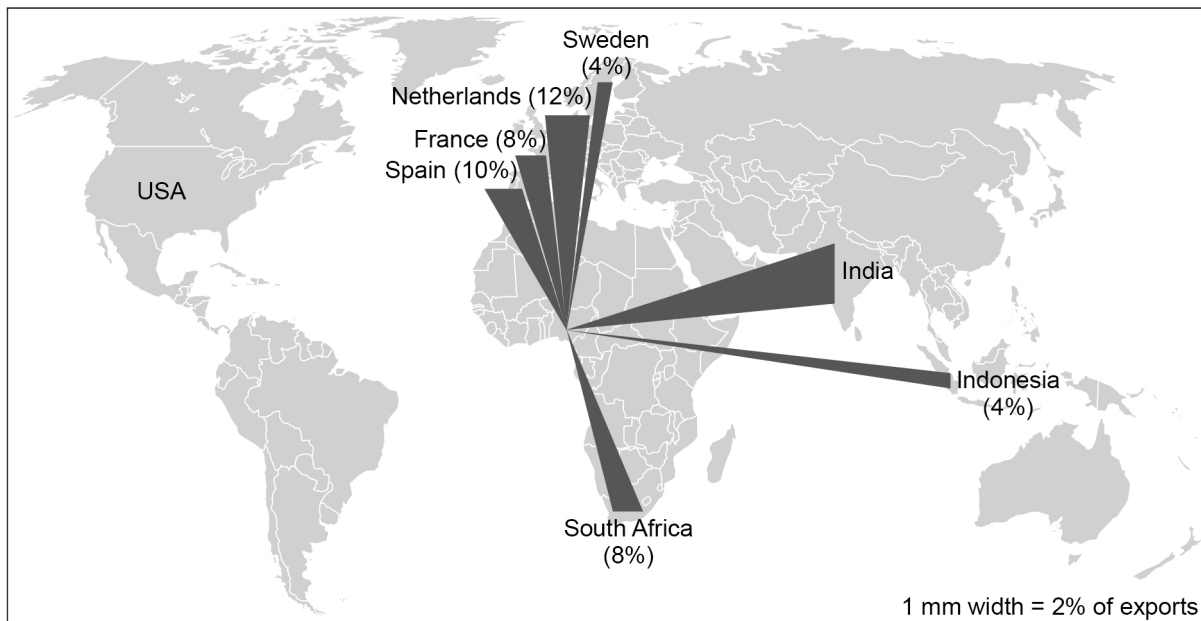 Sweden
(4%)
Netherlands (12%)
France (8%)
Spain (10%)
USA
India
Indonesia
(4%)
South Africa
(8%)
1 mm width = 2% of exports